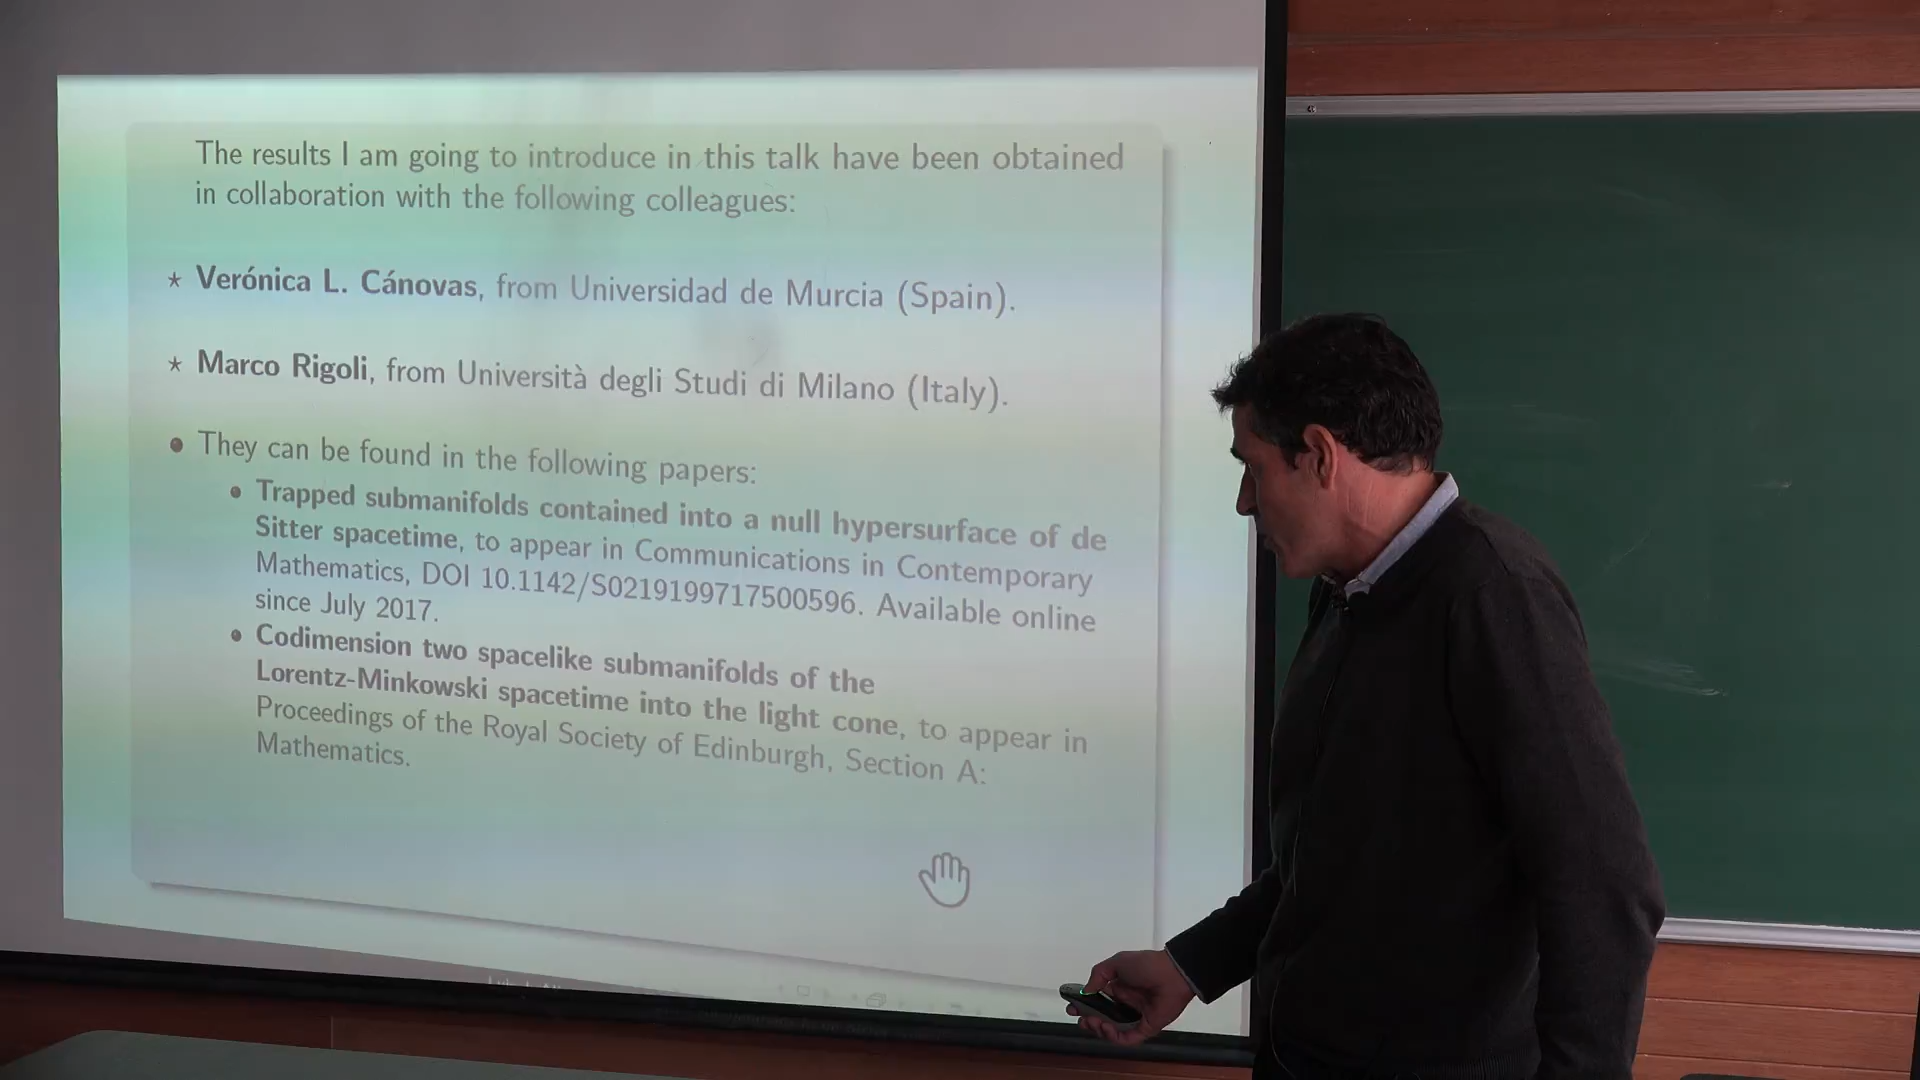 The results I am going to introduce in this talk have been obtained
in collaboration with the following colleagues:
⋆ Verónica L. Cánovas, from Universidad de Murcia (Spain).
⋆ Marco Rigoli, from Università degli Studi di Milano (Italy).
• They can be found in the following papers:
• Trapped submanifolds contained into a null hypersurface of de
Sitter spacetime, to appear in Communications in Contemporary
Mathematics, DOI 10.1142/S0219199717500596. Available online
since July 2017.
• Codimension two spacelike submanifolds of the
Lorentz-Minkowski spacetime into the light cone, to appear in
Proceedings of the Royal Society of Edinburgh, Section A:
Mathematics.